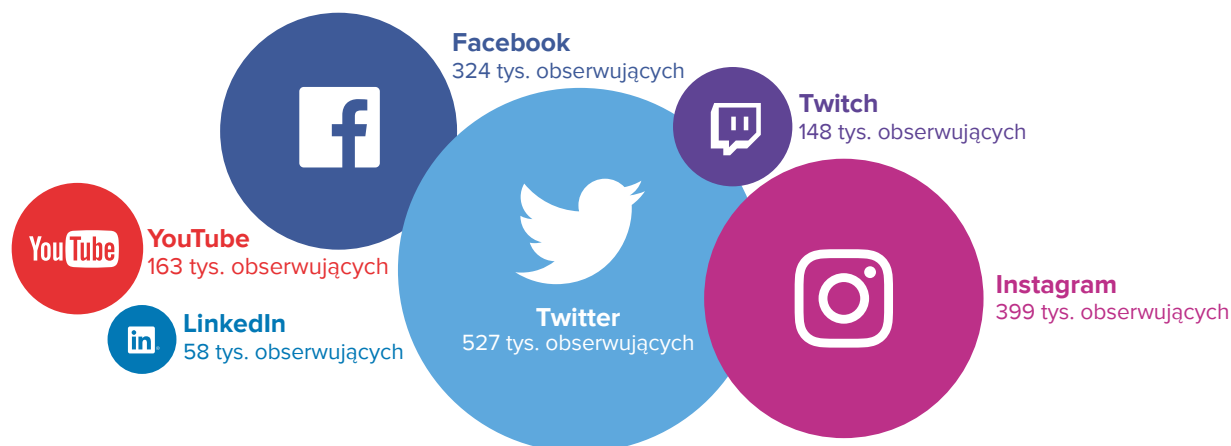 Facebook
324 tys. obserwujących
Twitch
148 tys. obserwujących
YouTube
YouTube
163 tys. obserwujących
Instagram
399 tys. obserwujących
in
LinkedIn
58 tys. obserwujących
Twitter
527 tys. obserwujących